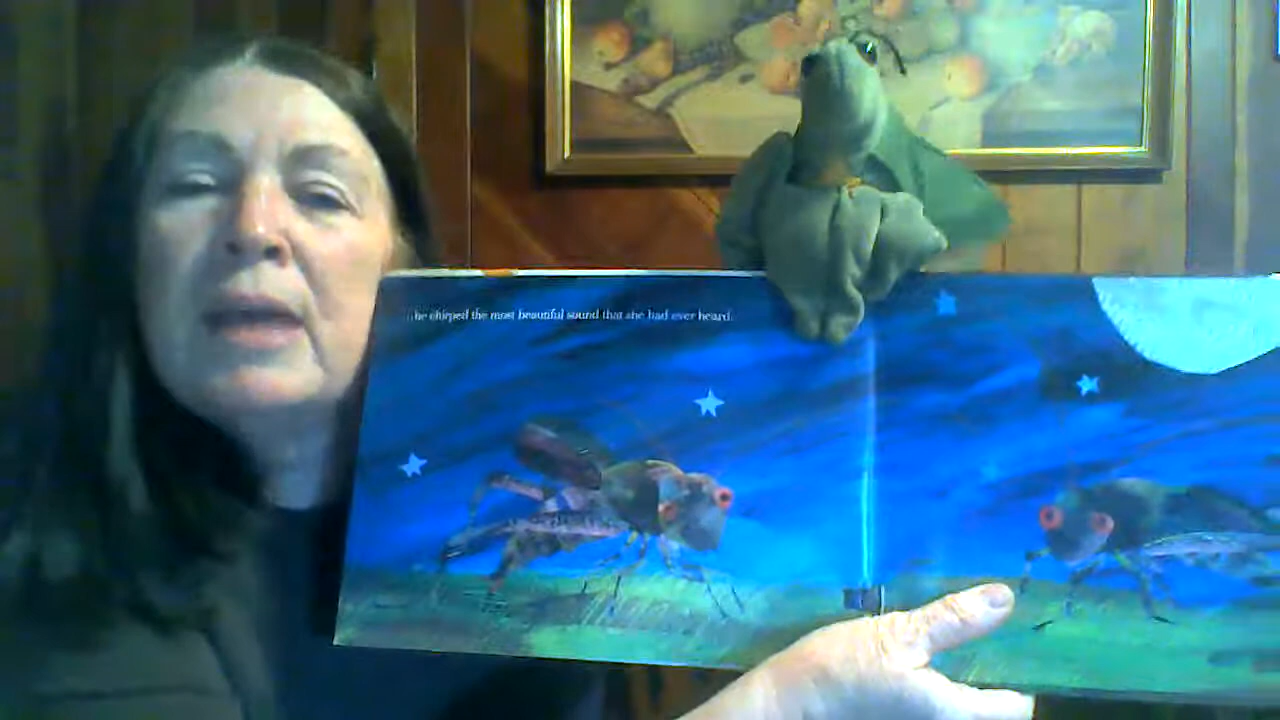 ...he chirped the most beautiful sound that she had ever heard.